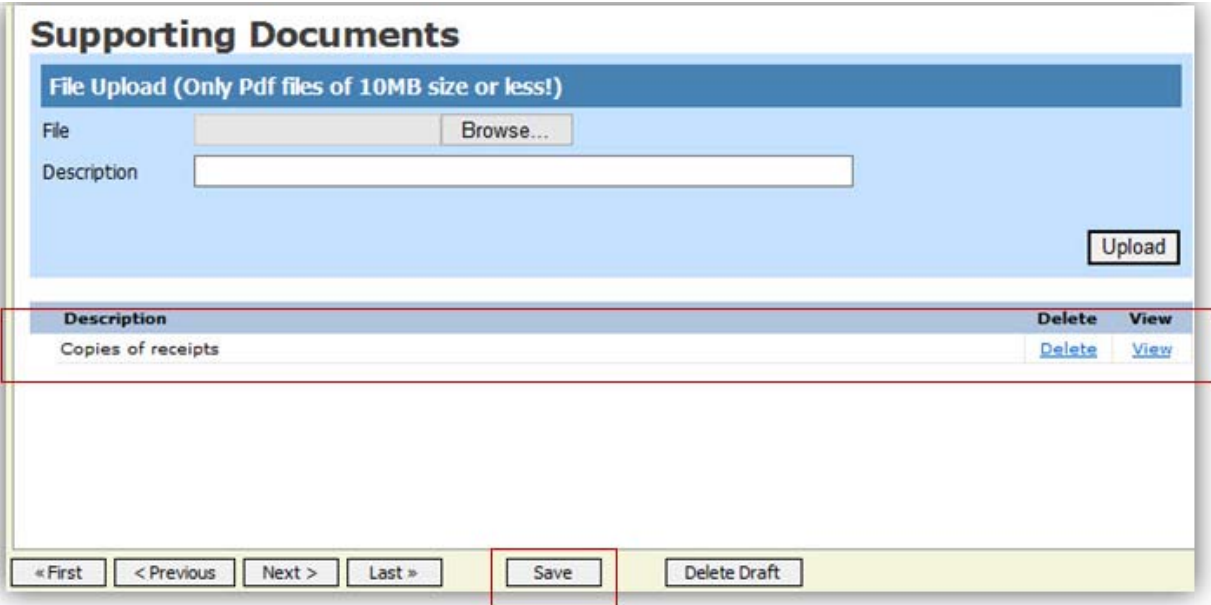 Supporting Documents
File Upload (Only Pdf files of 10MB size or less!)
File Browse...
Description
Upload
Description Delete View
Copies of receipts Delete View
« First < Previous Next > Last » Save Delete Draft